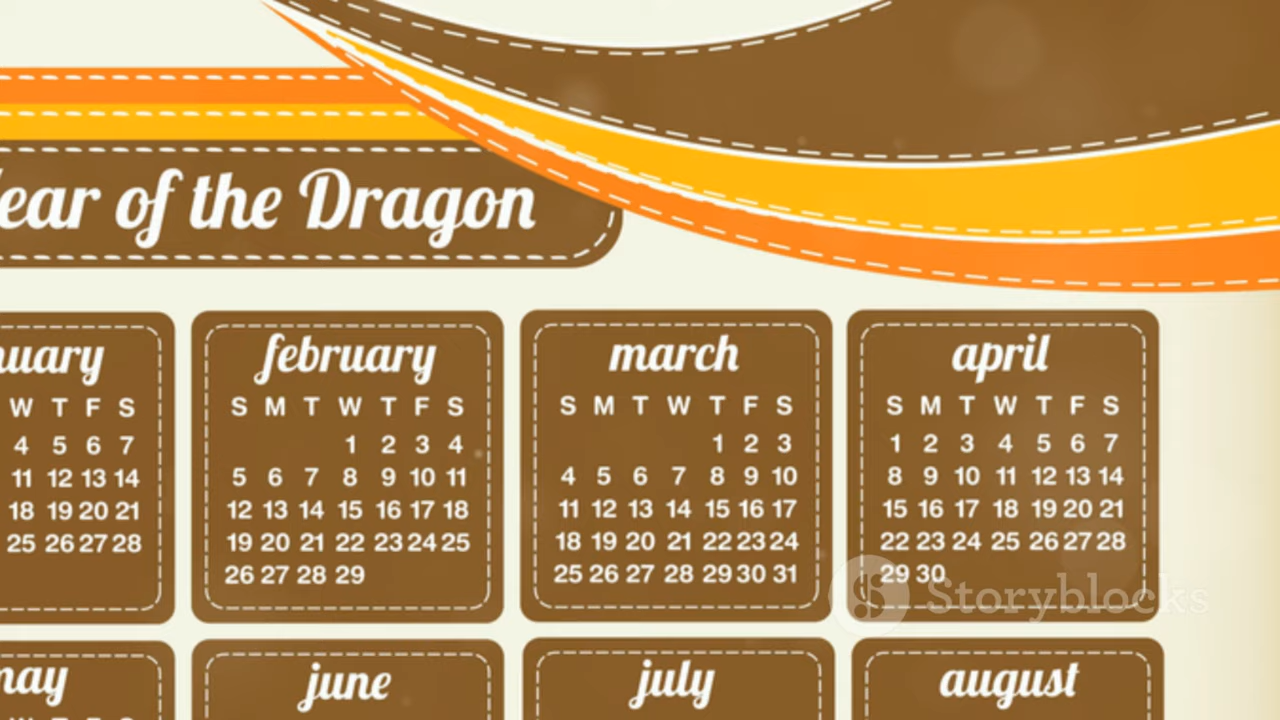 ear of the Dragon
uary
W T F S
4 5 6 7
11 12 13 14
18 19 20 21
25 26 27 28
february
S M T W T F S
1 2 3 4
5 6 7 8 9 10 11
12 13 14 15 16 17 18
19 20 21 22 23 24 25
26 27 28 29
march
S M T W T F S
1 2 3
4 5 6 7 8 9 10
11 12 13 14 15 16 17
18 19 20 21 22 23 24
25 26 27 28 29 30 31
april
S M T W T F S
1 2 3 4 5 6 7
8 9 10 11 12 13 14
15 16 17 18 19 20 21
22 23 24 25 26 27 28
29 30
Storyblocks
may
june
july
august